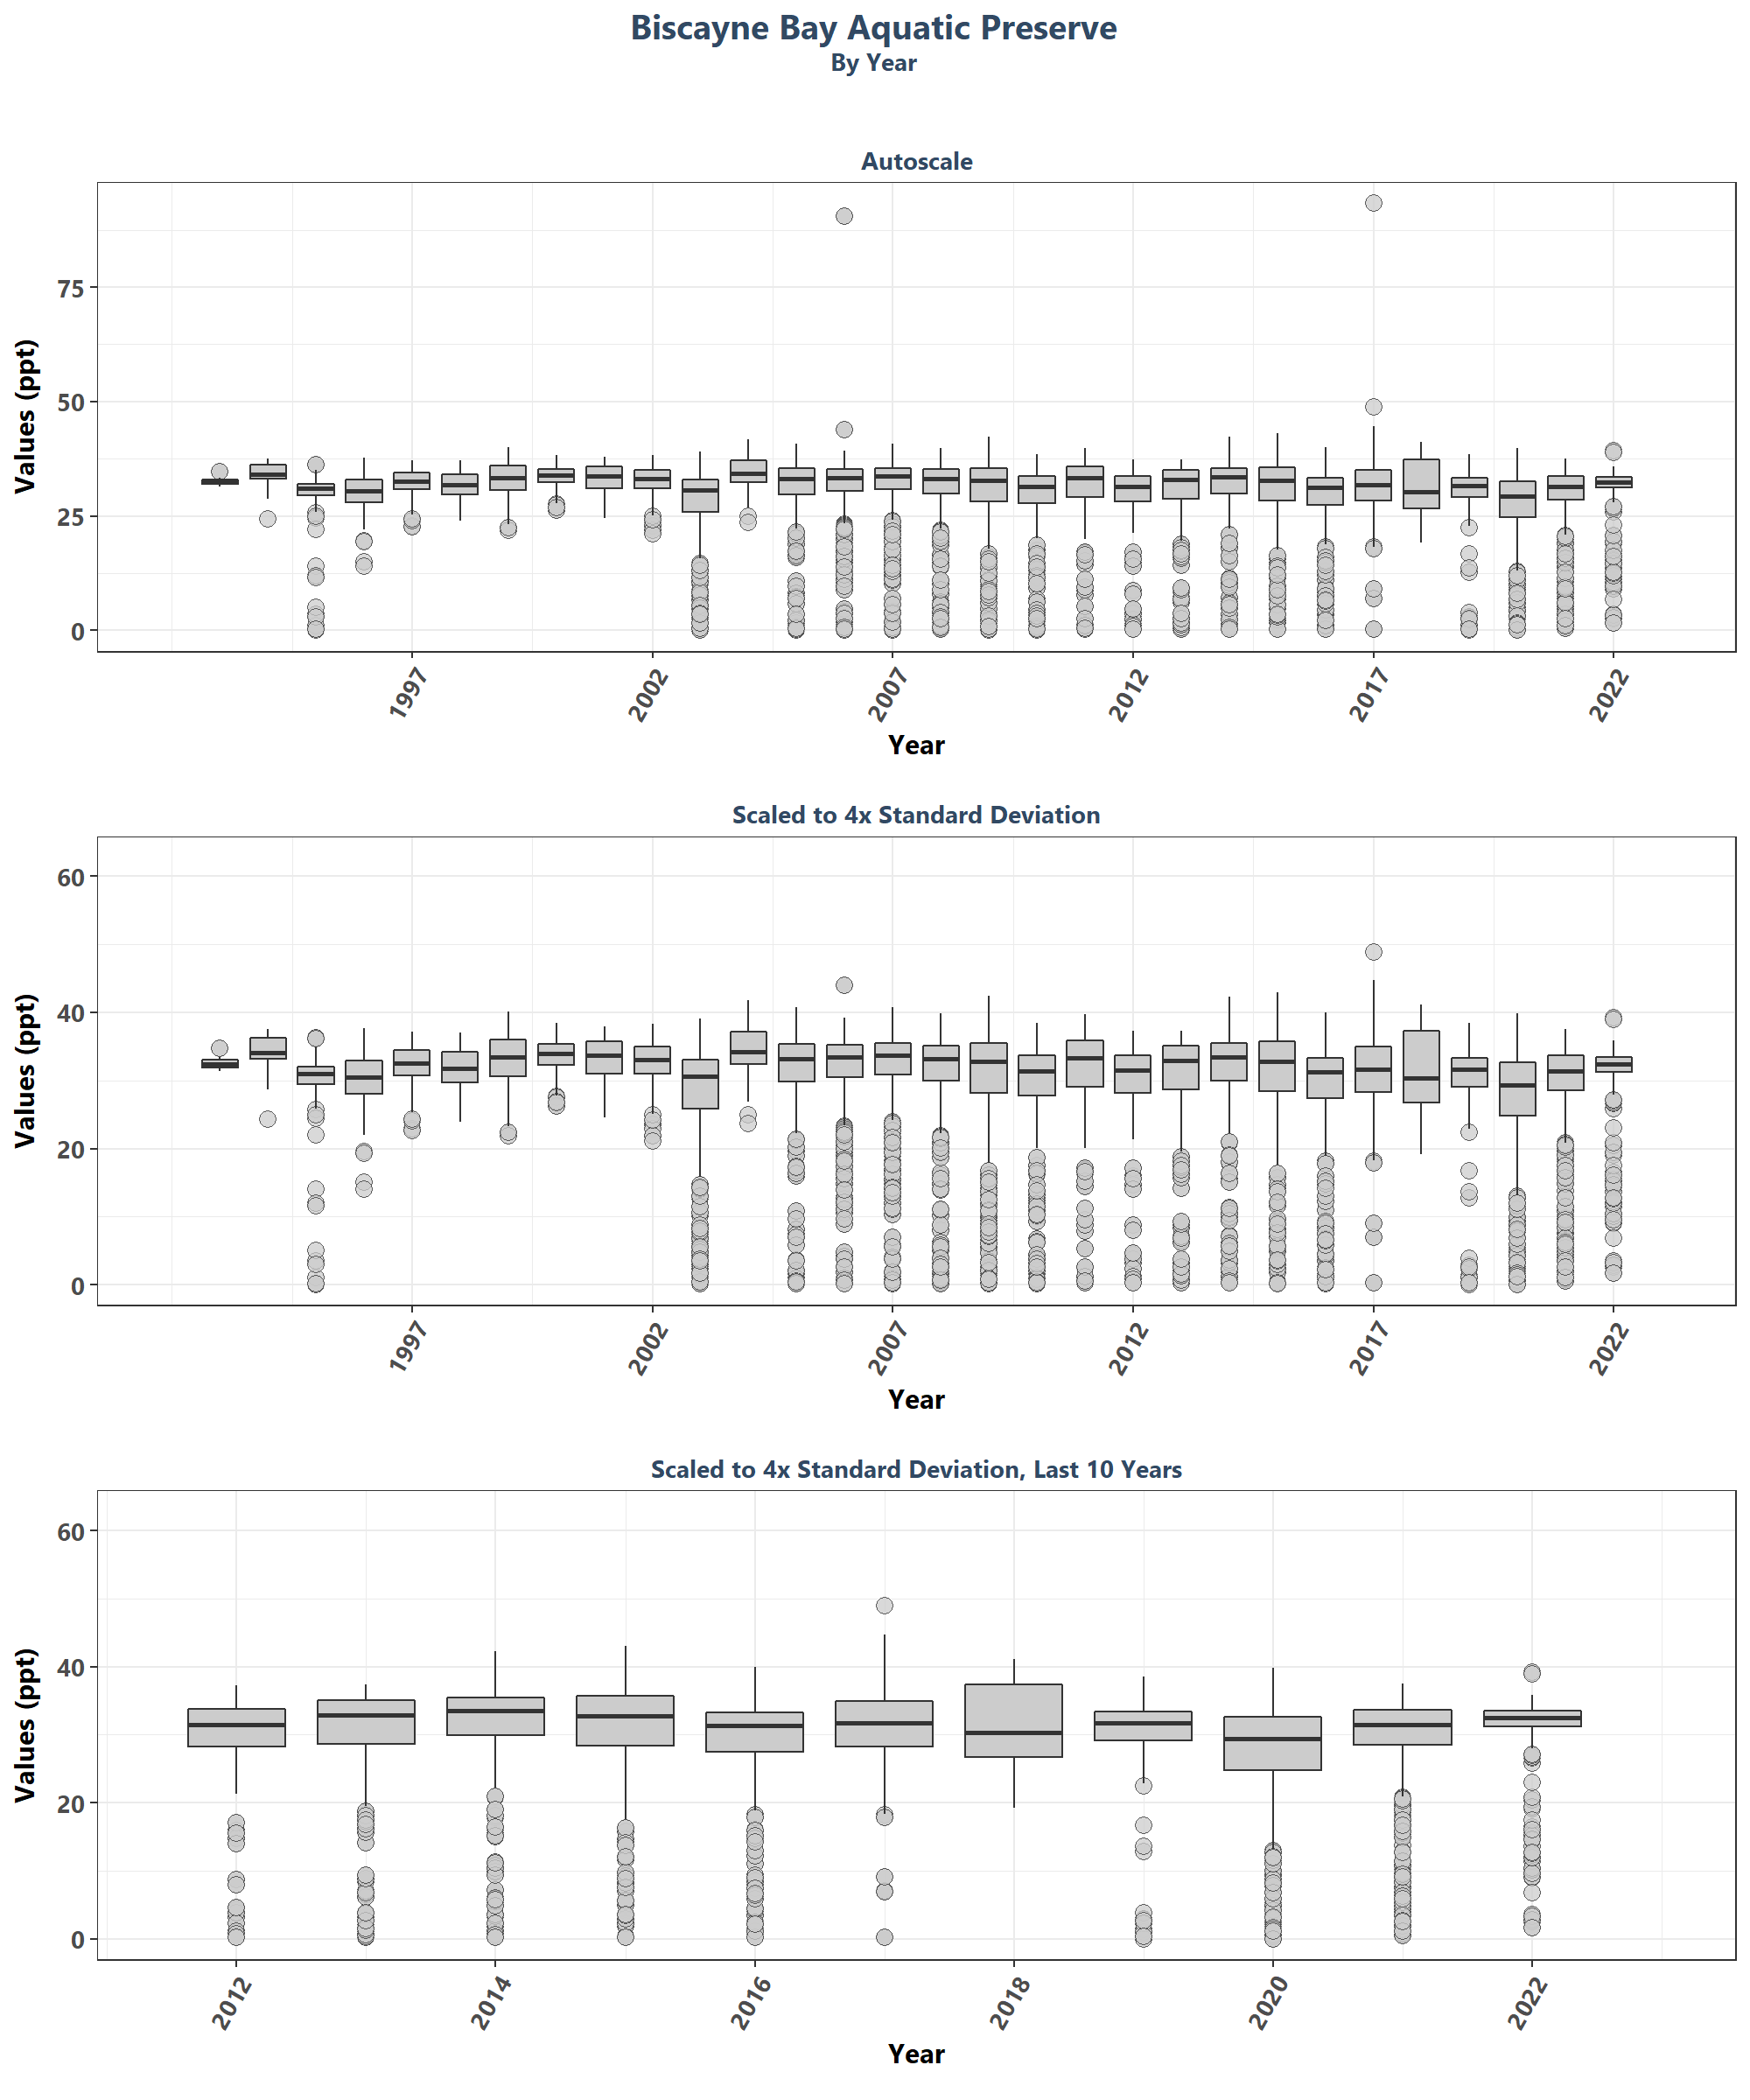 Biscayne Bay Aquatic Preserve
By Year
Autoscale
Values (ppt)
75
50
25
0
1997 2002 2007 2012 2017 2022
Year
Scaled to 4x Standard Deviation
Values (ppt)
60
40
20
0
1997 2002 2007 2012 2017 2022
Year
Scaled to 4x Standard Deviation, Last 10 Years
Values (ppt)
60
40
20
0
2012 2014 2016 2018 2020 2022
Year